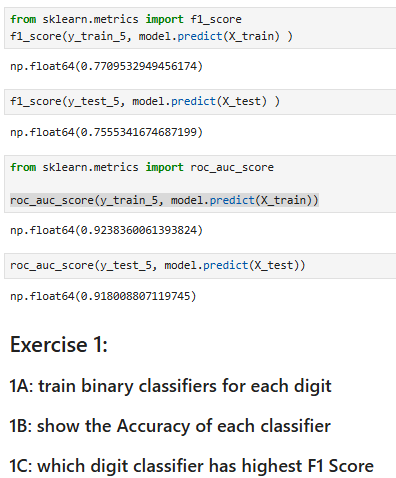 from sklearn.metrics import f1_score
f1_score(y_train_5, model.predict(X_train) )
np.float64(0.7709532949456174)
f1_score(y_test_5, model.predict(X_test) )
np.float64(0.7555341674687199)
from sklearn.metrics import roc_auc_score
roc_auc_score(y_train_5, model.predict(X_train))
np.float64(0.9238360061393824)
roc_auc_score(y_test_5, model.predict(X_test))
np.float64(0.918008807119745)
Exercise 1:
1A: train binary classifiers for each digit
1B: show the Accuracy of each classifier
1C: which digit classifier has highest F1 Score